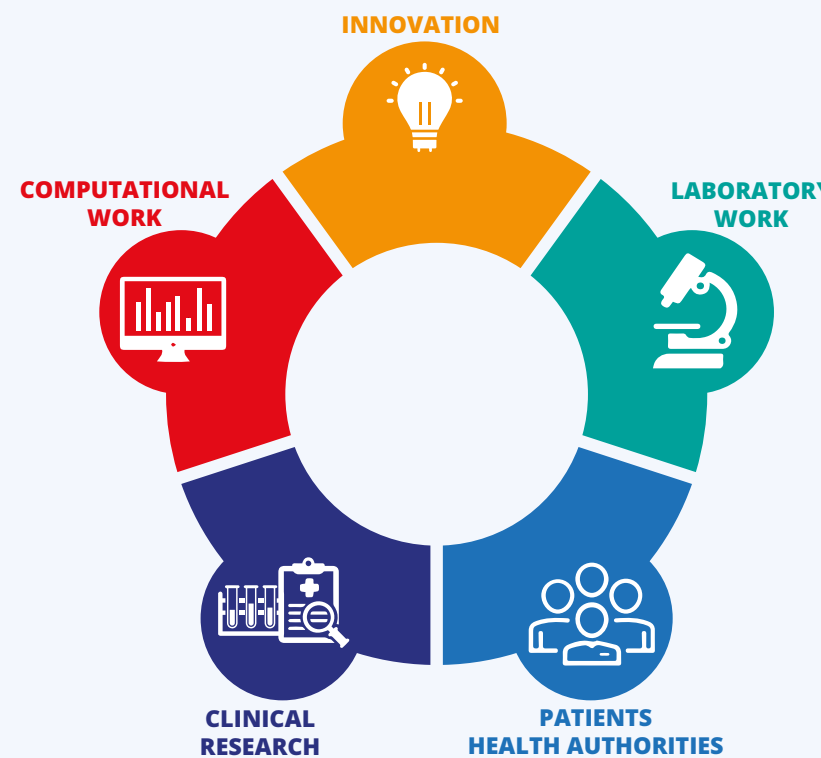 INNOVATION
COMPUTATIONAL
WORK
LABORATORY
WORK
CLINICAL
RESEARCH
PATIENTS
HEALTH AUTHORITIES